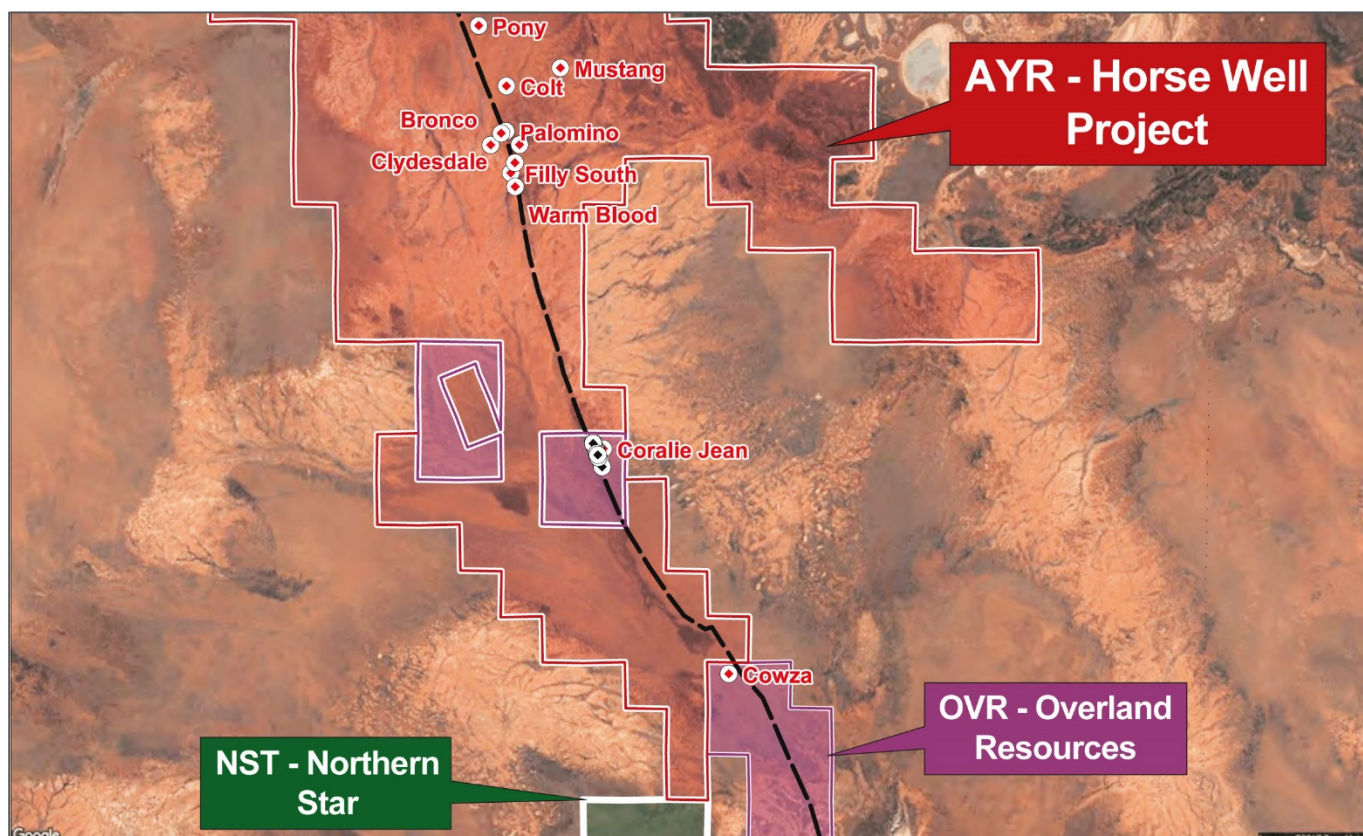 Pony
Mustang
Colt
AYR - Horse Well
Project
Bronco
Palomino
Clydesdale
Filly South
Warm Blood
Coralie Jean
Cowza
OVR - Overland
Resources
NST - Northern
Star
Google